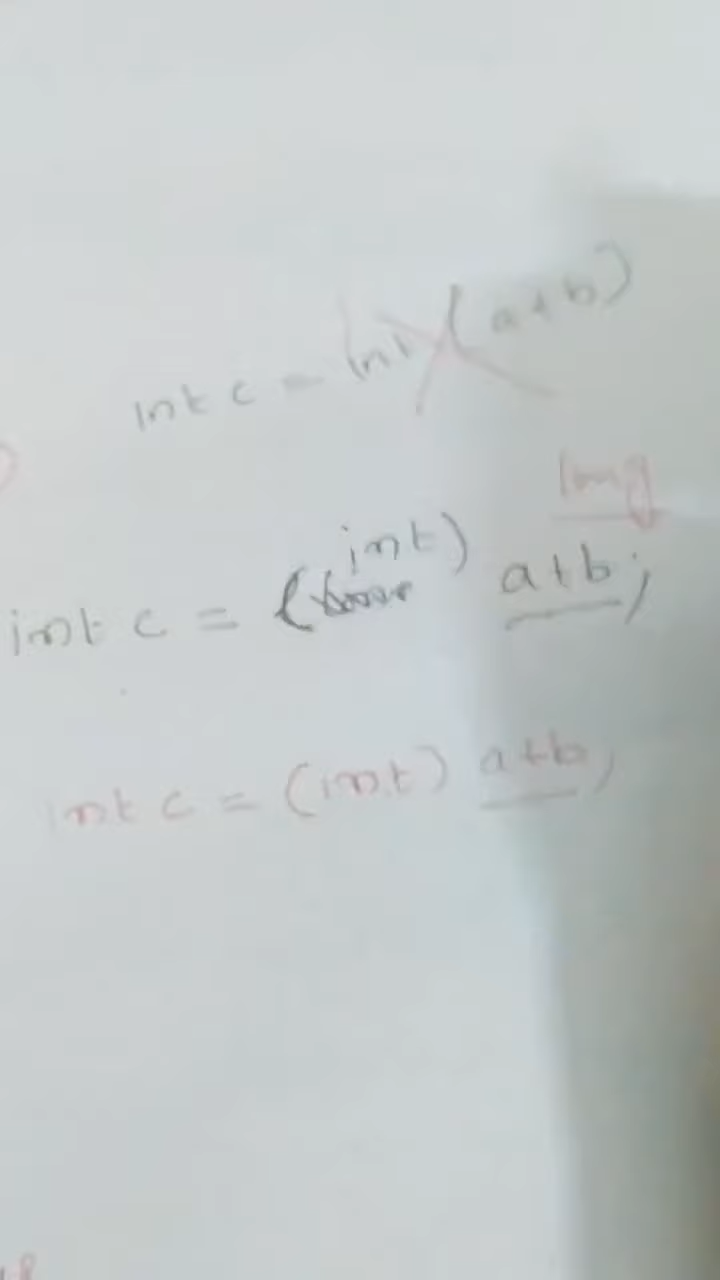 int c = int (a+b)
long
int c = (int) a+b;
int c = (int) a+b;